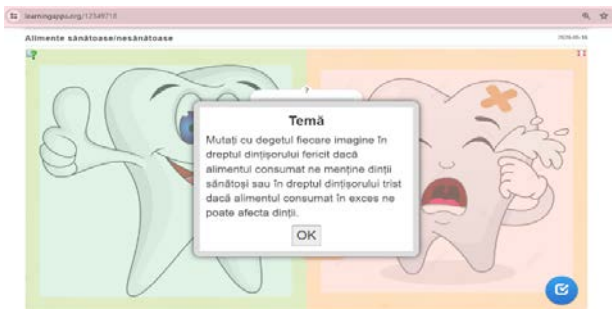 learningapps.org/12349718
Alimente sănătoase/nesănătoase
?
?
Temă
Mutați cu degetul fiecare imagine în
dreptul dințișorului fericit dacă
alimentul consumat ne menține dinții
sănătoși sau în dreptul dințișorului trist
dacă alimentul consumat în exces ne
poate afecta dinții.
OK